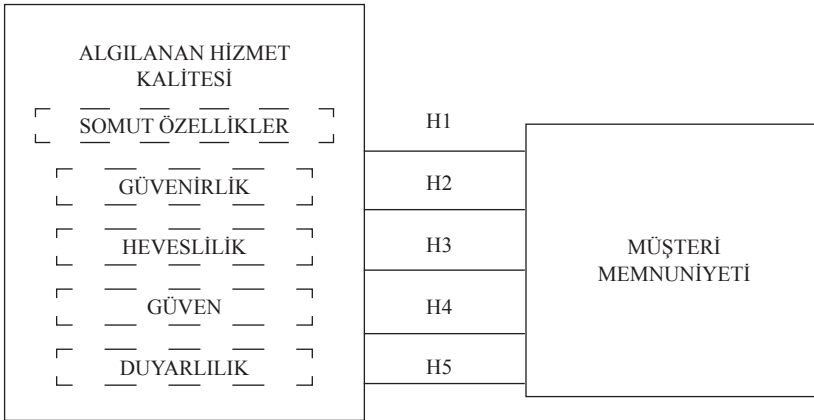 ALGILANAN HİZMET
KALİTESİ
SOMUT ÖZELLİKLER
GÜVENİRLİK
HEVESLİLİK
GÜVEN
DUYARLILIK
H1
H2
H3
H4
H5
MÜŞTERİ
MEMNUNİYETİ